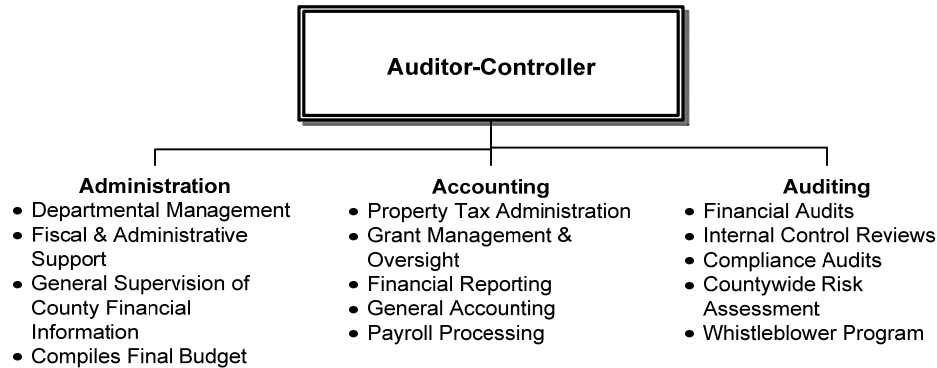 Auditor-Controller
Administration
• Departmental Management
• Fiscal & Administrative
Support
• General Supervision of
County Financial
Information
• Compiles Final Budget
Accounting
• Property Tax Administration
• Grant Management &
Oversight
• Financial Reporting
• General Accounting
• Payroll Processing
Auditing
• Financial Audits
• Internal Control Reviews
• Compliance Audits
• Countywide Risk
Assessment
• Whistleblower Program